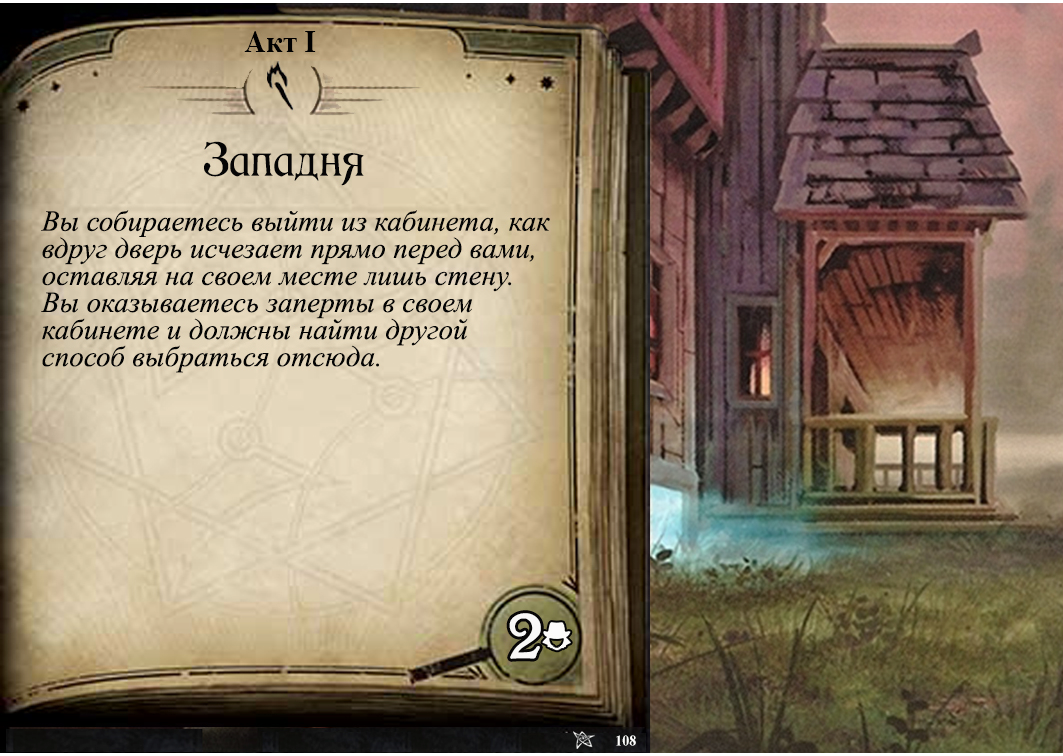 Акт I
Западня
Вы собираетесь выйти из кабинета, как
вдруг дверь исчезает прямо перед вами,
оставляя на своем месте лишь стену.
Вы оказываетесь заперты в своем
кабинете и должны найти другой
способ выбраться отсюда.
2
108